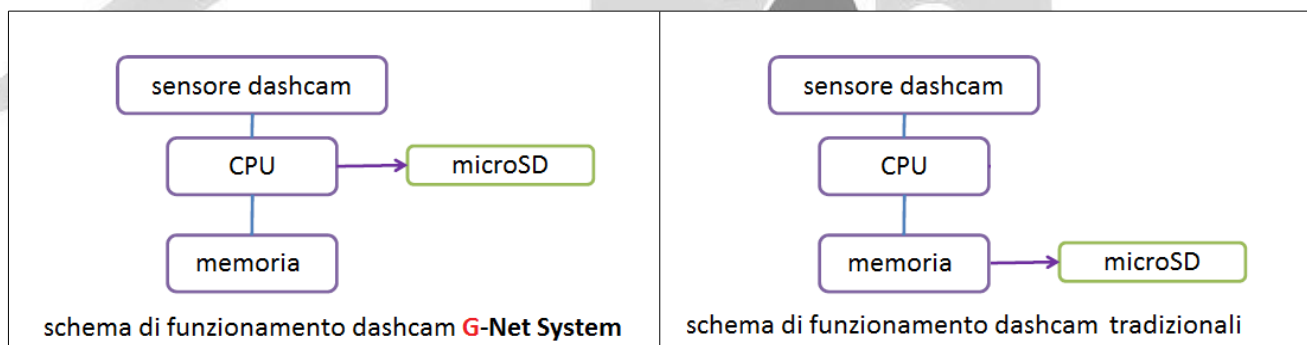 sensore dashcam
CPU
microSD
memoria
schema di funzionamento dashcam G-Net System
sensore dashcam
CPU
memoria
microSD
schema di funzionamento dashcam tradizionali